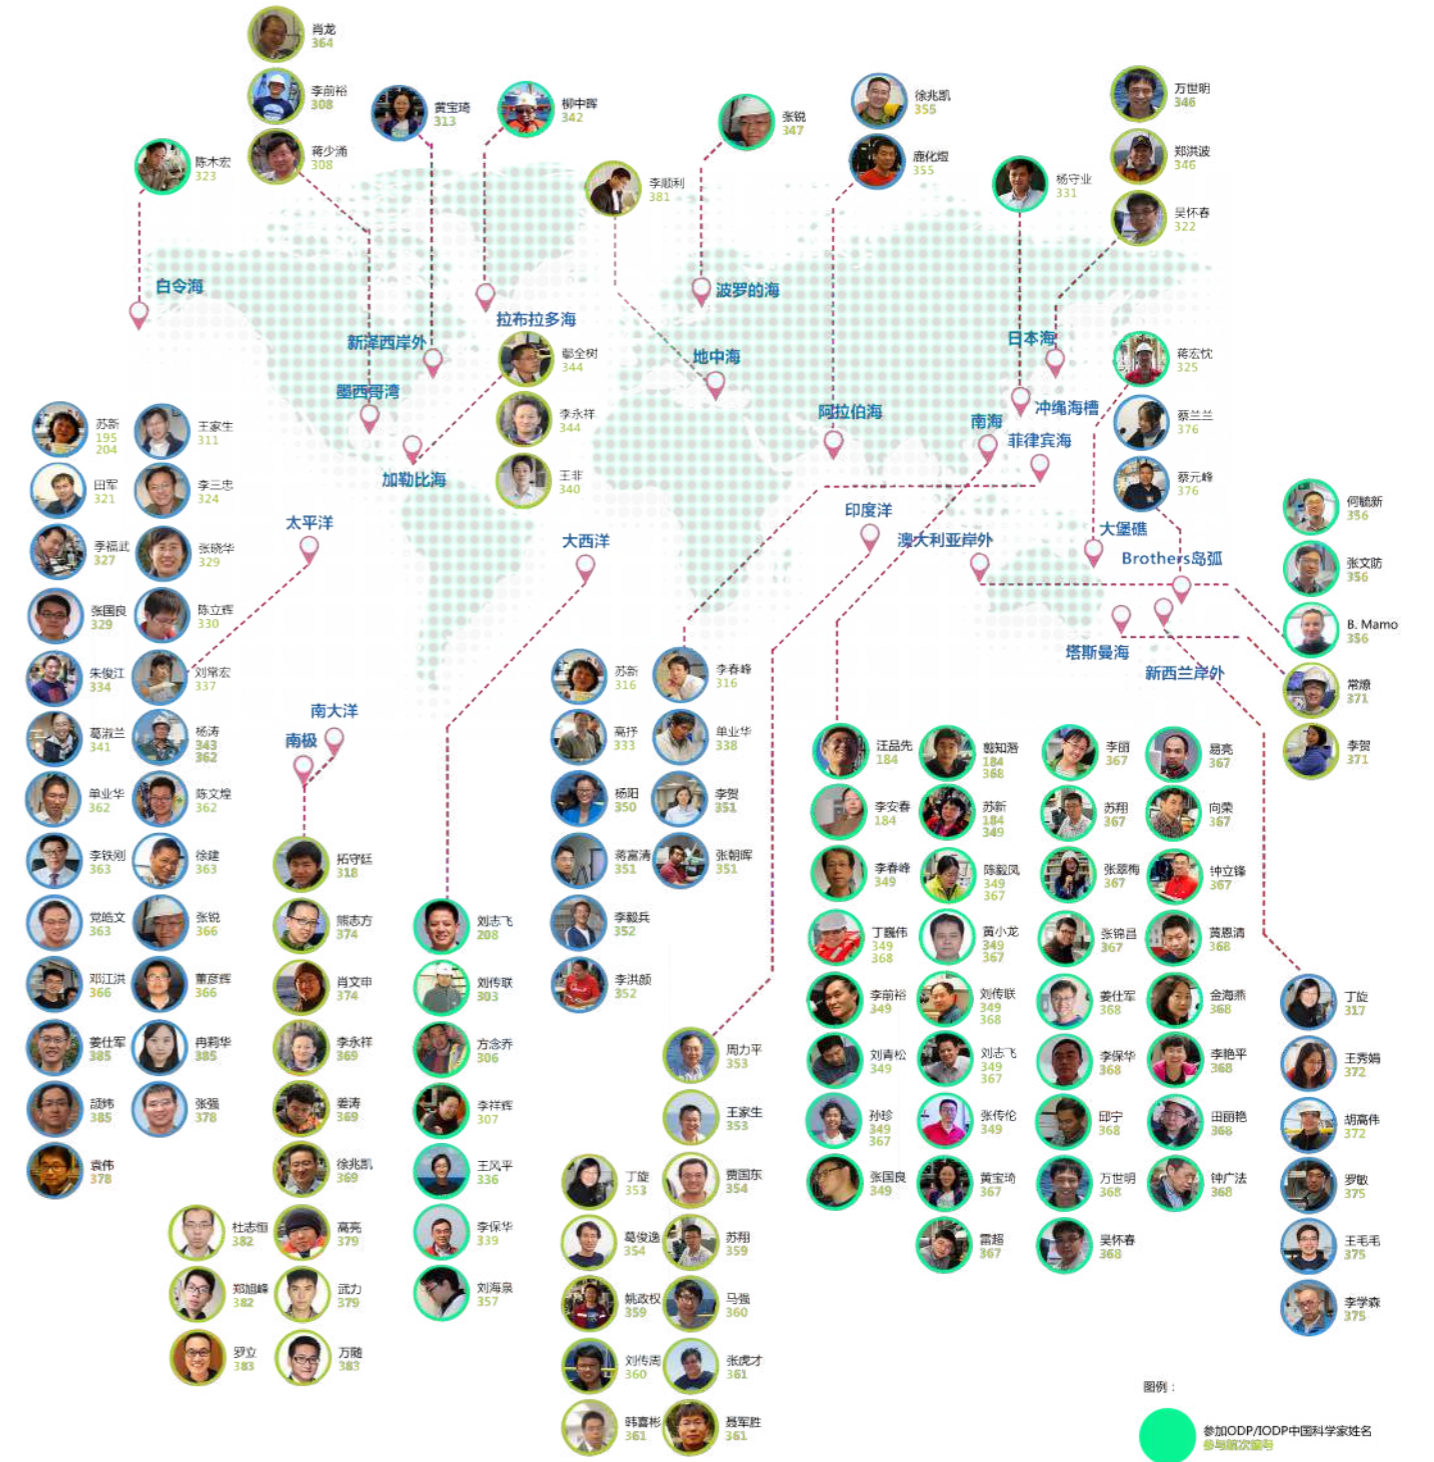 肖龙
364
李前裕
308
蒋少涌
308
黄宝琦
313
柳中晖
342
陈木宏
323
李顺利
381
张锐
347
徐兆凯
355
鹿化煜
355
杨守业
331
万世明
346
郑洪波
346
吴怀春
322
白令海
拉布拉多海
新泽西岸外
墨西哥湾
加勒比海
波罗的海
地中海
阿拉伯海
日本海
冲绳海槽
南海
菲律宾海
鄢全树
344
李永祥
344
王非
340
蒋宏忱
325
蔡兰兰
376
蔡元峰
376
太平洋
大西洋
印度洋
澳大利亚岸外
大堡礁
Brothers岛弧
塔斯曼海
新西兰岸外
南大洋
南极
何毓新
356
张文防
356
B. Mamo
356
常燎
371
李贺
371
苏新
195
204
王家生
311
田军
321
李三忠
324
季福武
327
张晓华
329
张国良
329
陈立辉
330
朱俊江
334
刘常宏
337
葛淑兰
341
杨涛
343
362
单业华
362
陈文煌
362
李铁刚
363
徐建
363
党皓文
363
张锐
366
邓江洪
366
董彦辉
366
姜仕军
385
冉莉华
385
颉炜
385
张强
378
袁伟
378
拓守廷
318
熊志方
374
肖文申
374
李永祥
369
姜涛
369
徐兆凯
369
杜志恒
382
高亮
379
郑旭峰
382
武力
379
罗立
383
万随
383
刘志飞
208
刘传联
303
方念乔
306
李祥辉
307
王风平
336
李保华
339
刘海泉
357
苏新
316
李春峰
316
高抒
333
单业华
338
杨阳
350
李贺
351
蒋富清
351
张朝晖
351
李毅兵
352
李洪颜
352
周力平
353
王家生
353
丁旋
353
贾国东
354
葛俊逸
354
苏翔
359
姚政权
359
马强
360
刘传周
360
张虎才
361
韩喜彬
361
聂军胜
361
汪品先
184
翦知湣
184
368
李丽
367
易亮
367
李安春
184
苏新
184
349
苏翔
367
向荣
367
李春峰
349
陈毅凤
349
367
张翠梅
367
钟立锋
367
丁巍伟
349
368
黄小龙
349
367
张锦昌
367
黄恩清
368
李前裕
349
刘传联
349
368
姜仕军
368
金海燕
368
刘青松
349
刘志飞
349
367
李保华
368
李艳平
368
孙珍
349
367
张传伦
349
邱宁
368
田丽艳
368
张国良
349
黄宝琦
367
万世明
368
钟广法
368
雷超
367
吴怀春
368
丁旋
317
王秀娟
372
胡高伟
372
罗敏
375
王毛毛
375
李学森
375
图例：
参加ODP/IODP中国科学家姓名
参与航次编号